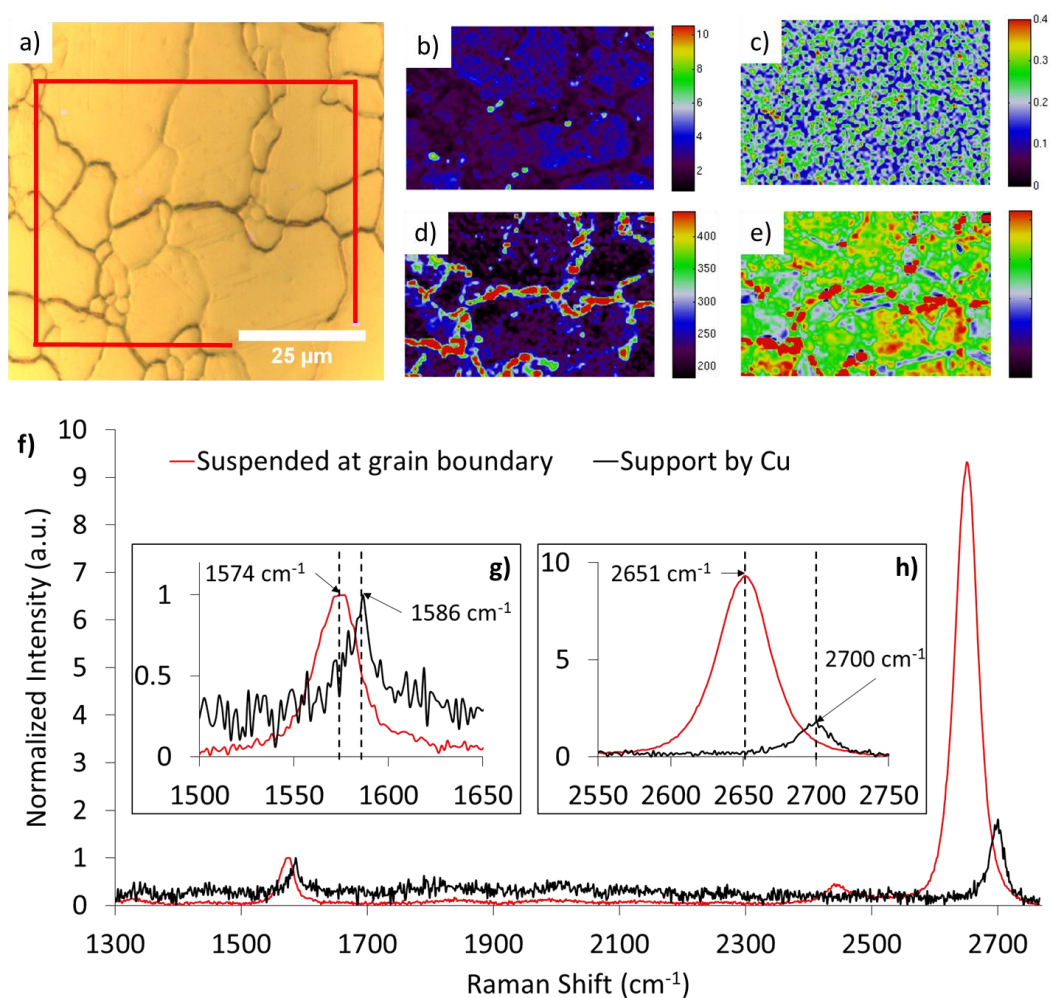 a)
25 µm
b)
10
8
6
4
2
c)
0.4
0.3
0.2
0.1
0
d)
400
350
300
250
200
e)
f)
10
9
8
7
6
5
4
3
2
1
0
Normalized Intensity (a.u.)
Suspended at grain boundary
Support by Cu
g)
1574 cm⁻¹
1586 cm⁻¹
1
0.5
0
1500 1550 1600 1650
h)
2651 cm⁻¹
2700 cm⁻¹
10
5
0
2550 2600 2650 2700 2750
1300 1500 1700 1900 2100 2300 2500 2700
Raman Shift (cm⁻¹)